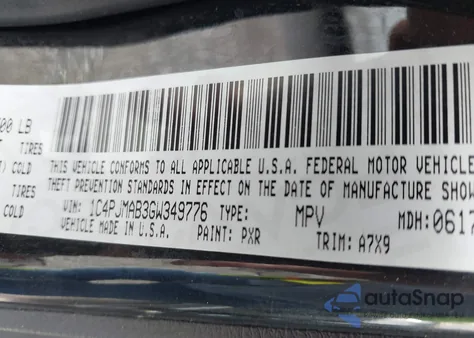 00 LB
TIRES
COLD
TIRES
COLD
THIS VEHICLE CONFORMS TO ALL APPLICABLE U.S.A. FEDERAL MOTOR VEHICLE
THEFT PREVENTION STANDARDS IN EFFECT ON THE DATE OF MANUFACTURE SHOW
VIN: 1C4PJMAB3GW349776 TYPE: MPV MDH:0617
VEHICLE MADE IN U.S.A. PAINT: PXR TRIM: A7X9
autoSnap